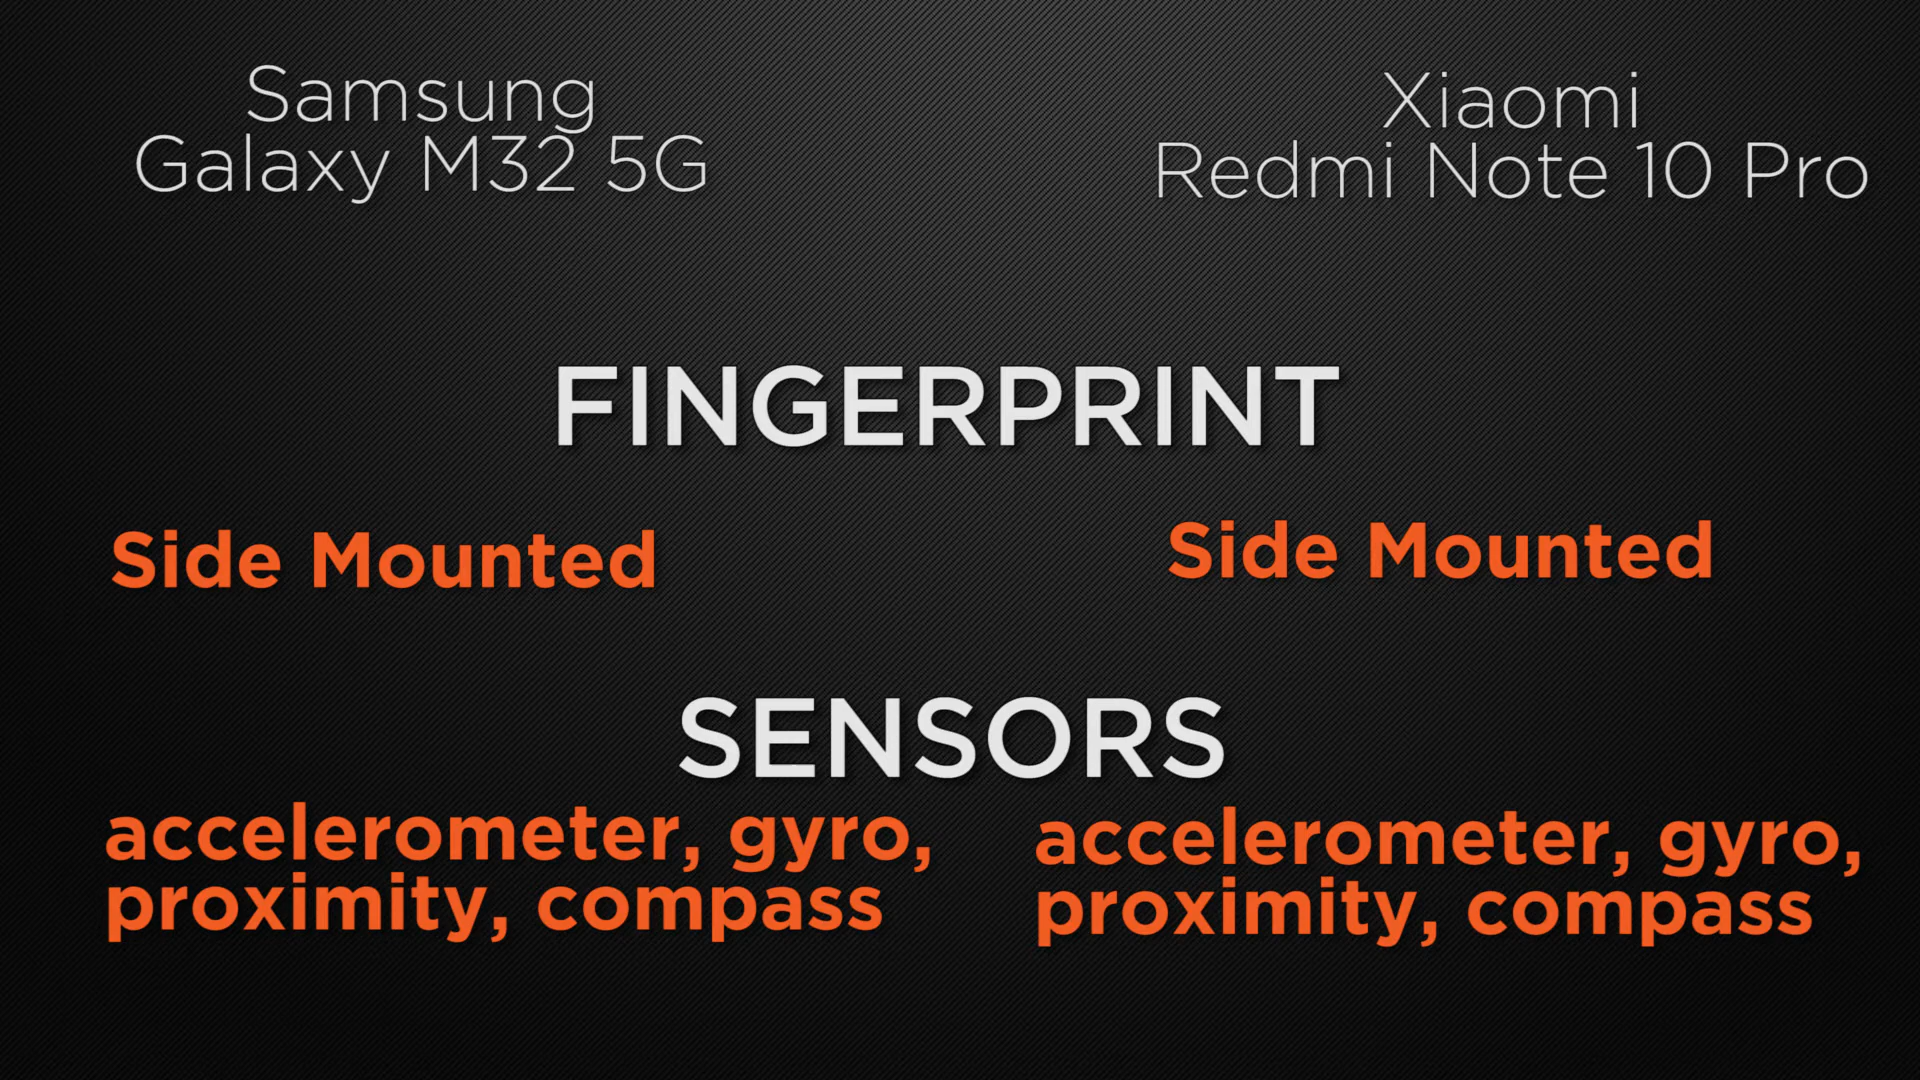 Samsung
Galaxy M32 5G
Xiaomi
Redmi Note 10 Pro
FINGERPRINT
Side Mounted
Side Mounted
SENSORS
accelerometer, gyro,
proximity, compass
accelerometer, gyro,
proximity, compass